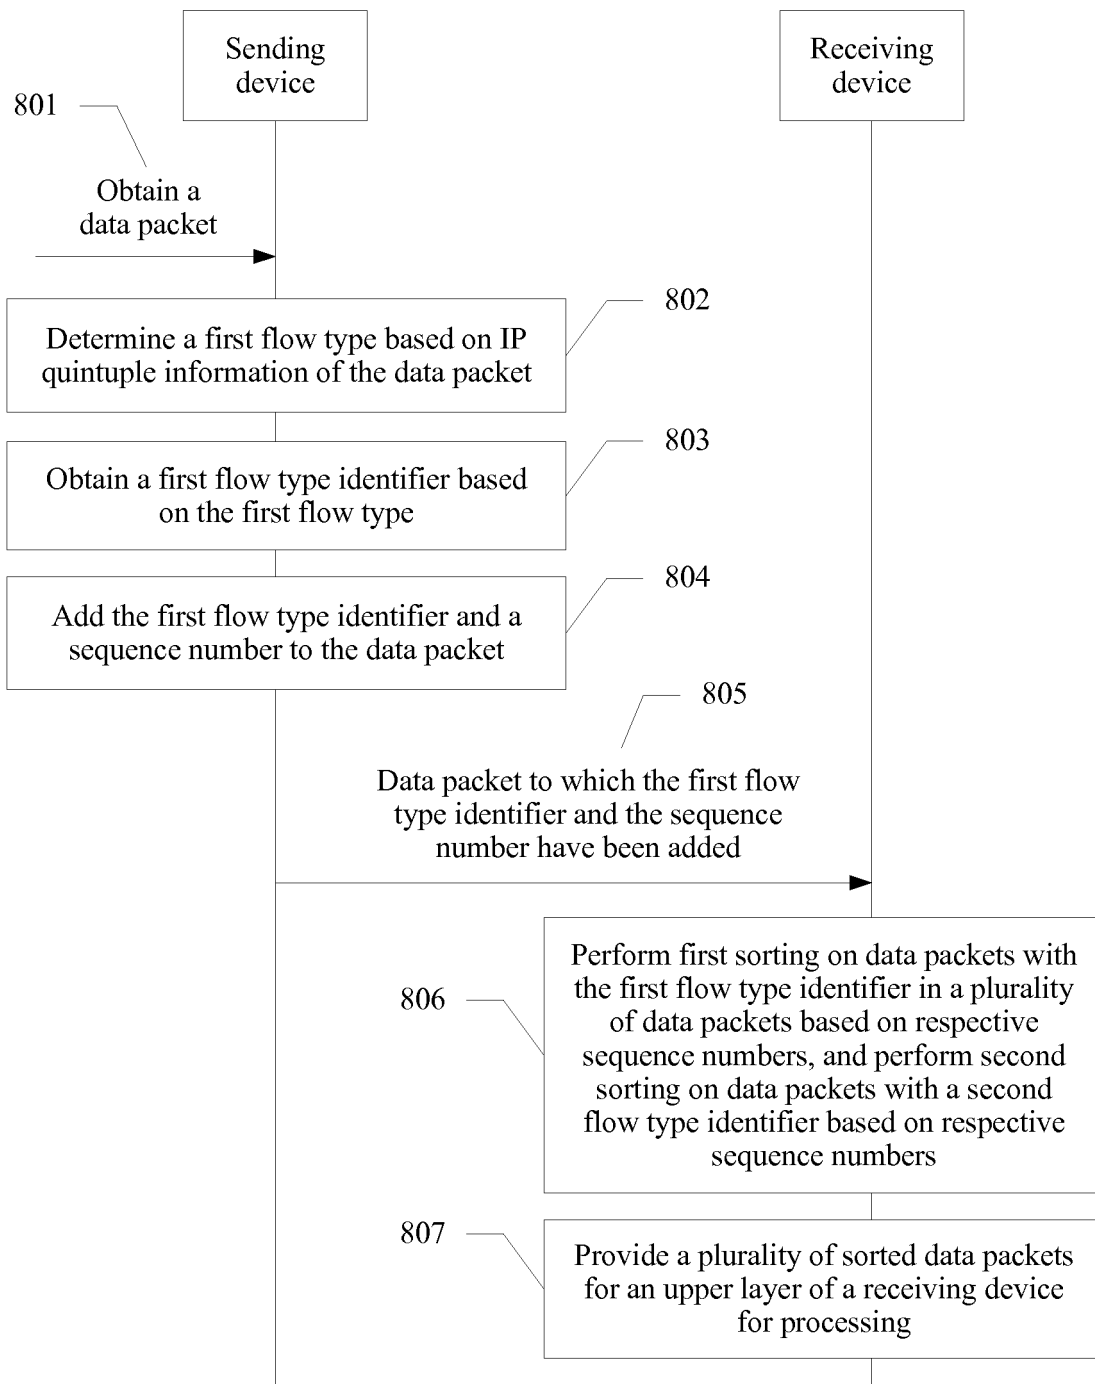 Sending
device
Receiving
device
801
Obtain a
data packet
802
Determine a first flow type based on IP
quintuple information of the data packet
803
Obtain a first flow type identifier based
on the first flow type
804
Add the first flow type identifier and a
sequence number to the data packet
805
Data packet to which the first flow
type identifier and the sequence
number have been added
806
Perform first sorting on data packets with
the first flow type identifier in a plurality
of data packets based on respective
sequence numbers, and perform second
sorting on data packets with a second
flow type identifier based on respective
sequence numbers
807
Provide a plurality of sorted data packets
for an upper layer of a receiving device
for processing